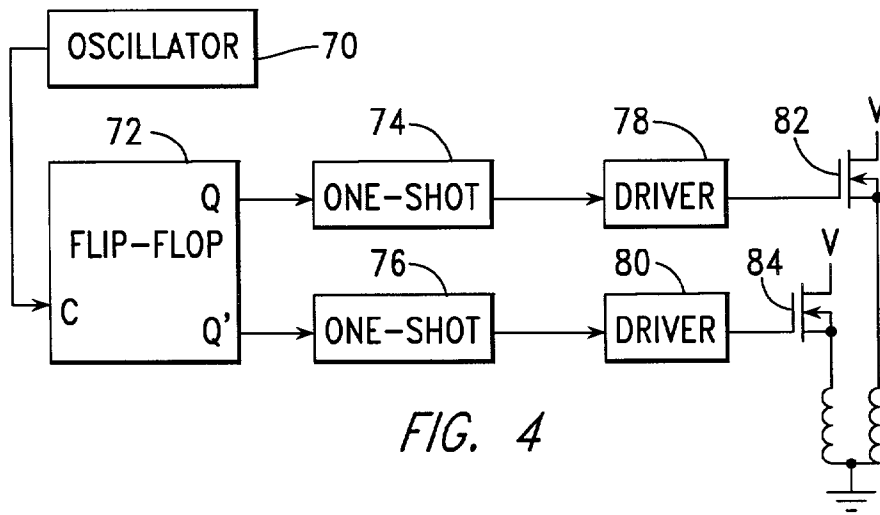 OSCILLATOR
70
72
74
78
82
V
Q
ONE-SHOT
DRIVER
FLIP-FLOP
76
80
84
V
C
Q'
ONE-SHOT
DRIVER
FIG. 4